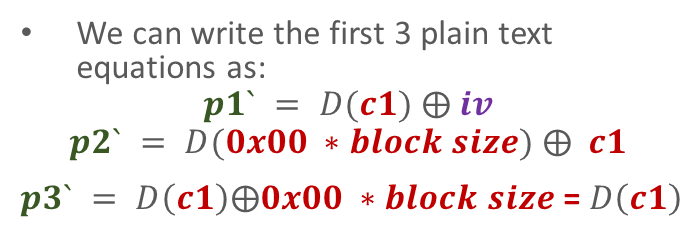 • We can write the first 3 plain text
equations as:
p1` = D(c1) ⊕ iv
p2` = D(0x00 * block size) ⊕ c1
p3` = D(c1)⊕0x00 * block size = D(c1)